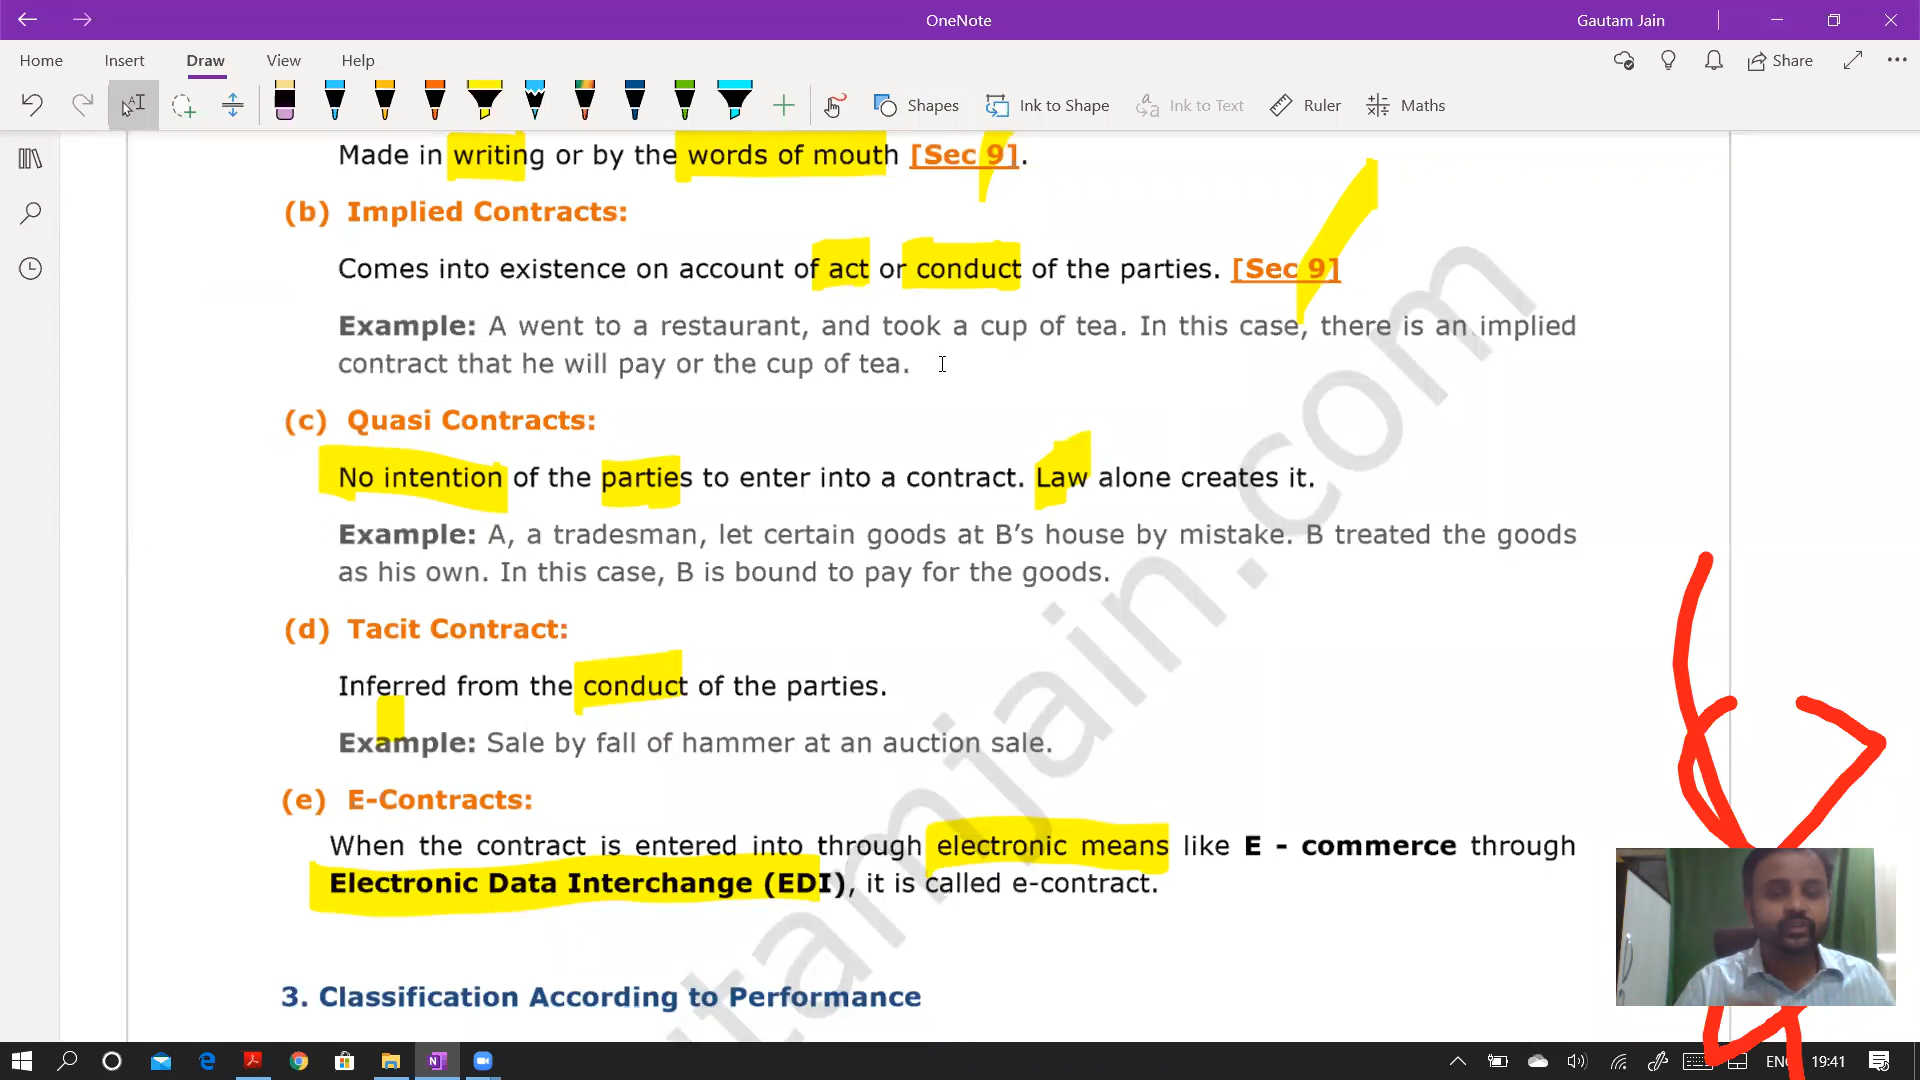 OneNote
Gautam Jain
Home
Insert
Draw
View
Help
Share
Shapes
Ink to Shape
Ink to Text
Ruler
Maths
Made in writing or by the words of mouth [Sec 9].
(b) Implied Contracts:
Comes into existence on account of act or conduct of the parties. [Sec 9]
Example: A went to a restaurant, and took a cup of tea. In this case, there is an implied
contract that he will pay or the cup of tea.
(c) Quasi Contracts:
No intention of the parties to enter into a contract. Law alone creates it.
Example: A, a tradesman, let certain goods at B's house by mistake. B treated the goods
as his own. In this case, B is bound to pay for the goods.
(d) Tacit Contract:
Inferred from the conduct of the parties.
Example: Sale by fall of hammer at an auction sale.
(e) E-Contracts:
When the contract is entered into through electronic means like E - commerce through
Electronic Data Interchange (EDI), it is called e-contract.
3. Classification According to Performance
utamjain.com
19:41